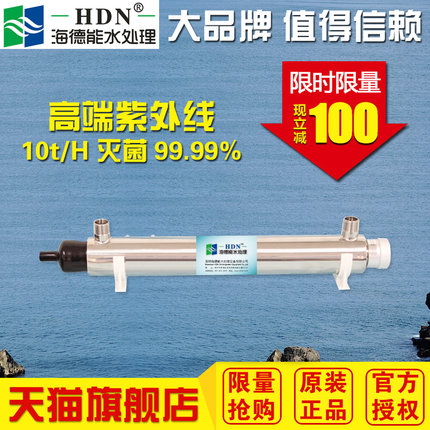 HDN®
海德能水处理
大品牌 值得信赖
限时限量
现立减
100
高端紫外线
10t/H 灭菌 99.99%
HDN
海德能水处理
天猫旗舰店
限量
抢购
原装
正品
官方
授权